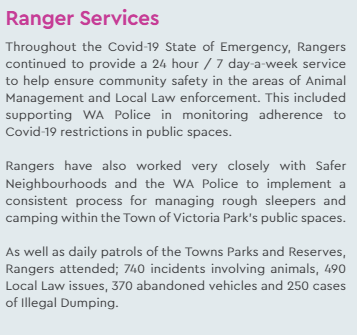 Ranger Services
Throughout the Covid-19 State of Emergency, Rangers
continued to provide a 24 hour / 7 day-a-week service
to help ensure community safety in the areas of Animal
Management and Local Law enforcement. This included
supporting WA Police in monitoring adherence to
Covid-19 restrictions in public spaces.
Rangers have also worked very closely with Safer
Neighbourhoods and the WA Police to implement a
consistent process for managing rough sleepers and
camping within the Town of Victoria Park's public spaces.
As well as daily patrols of the Towns Parks and Reserves,
Rangers attended; 740 incidents involving animals, 490
Local Law issues, 370 abandoned vehicles and 250 cases
of Illegal Dumping.